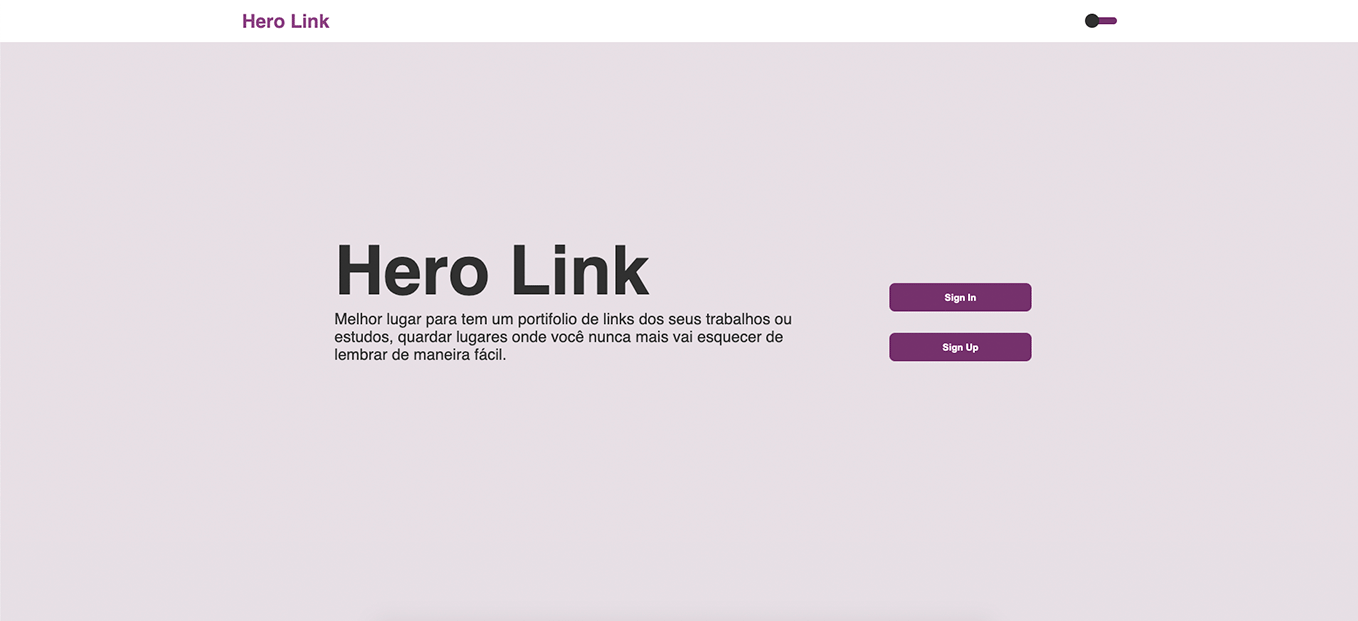 Hero Link
Hero Link
Melhor lugar para tem um portifolio de links dos seus trabalhos ou
estudos, quardar lugares onde você nunca mais vai esquecer de
lembrar de maneira fácil.
Sign In
Sign Up